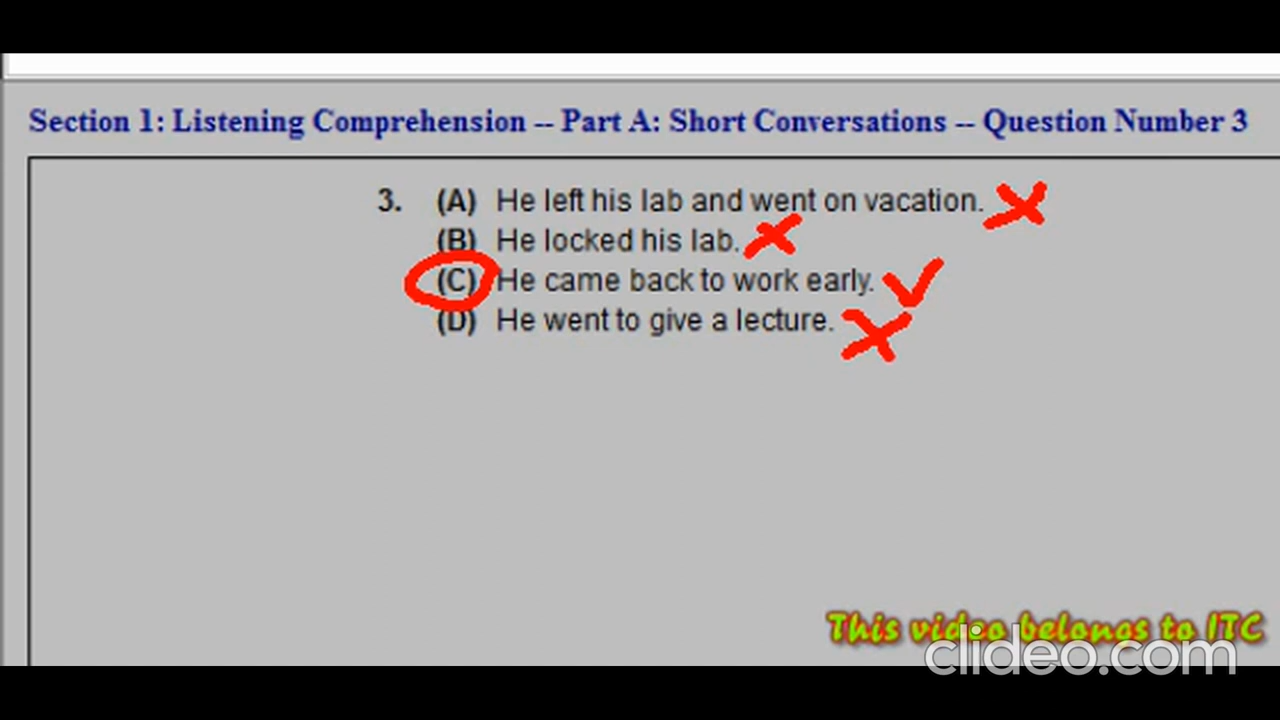 Section 1: Listening Comprehension -- Part A: Short Conversations -- Question Number 3
3. (A) He left his lab and went on vacation.
(B) He locked his lab.
(C) He came back to work early.
(D) He went to give a lecture.
This video belongs to ITC
clideo.com